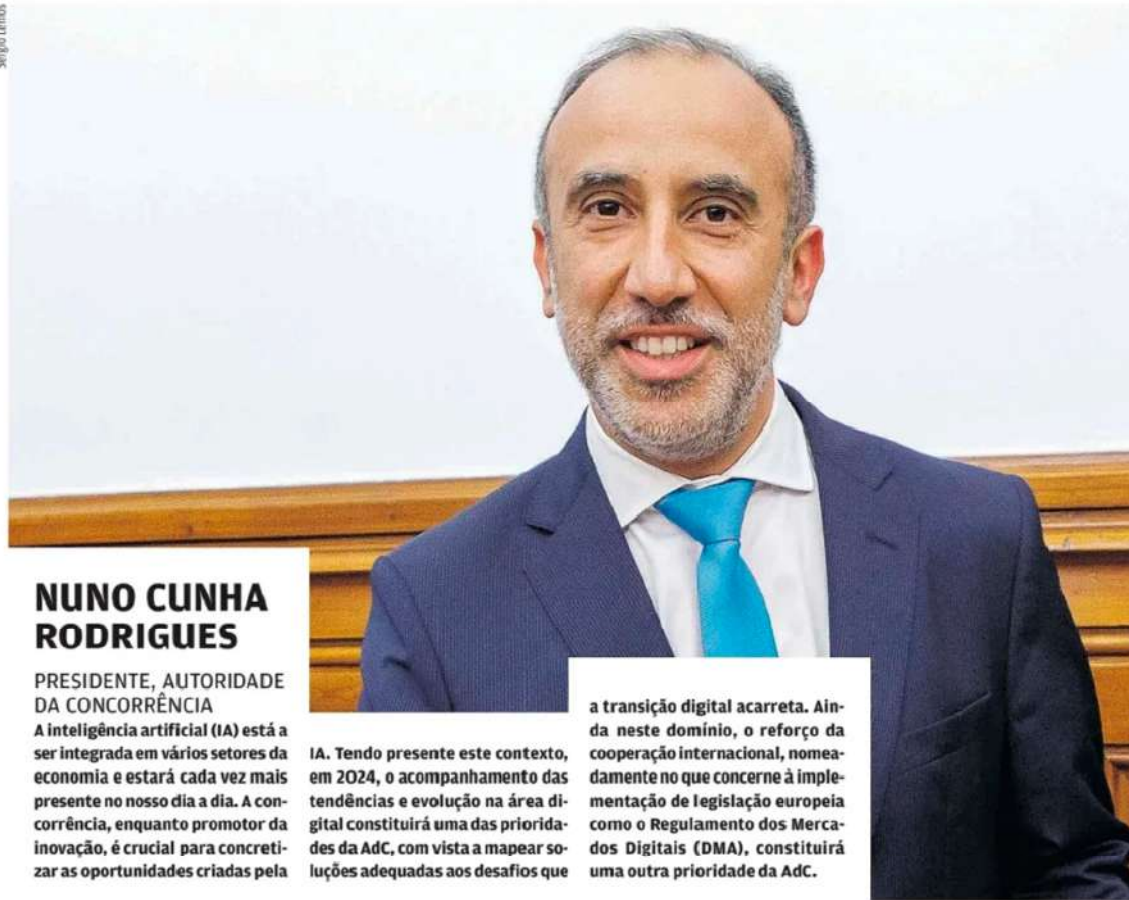 Sérgio Lemos
NUNO CUNHA
RODRIGUES
PRESIDENTE, AUTORIDADE
DA CONCORRÊNCIA
A inteligência artificial (IA) está a
ser integrada em vários setores da
economia e estará cada vez mais
presente no nosso dia a dia. A con-
corrência, enquanto promotor da
inovação, é crucial para concreti-
zar as oportunidades criadas pela
IA. Tendo presente este contexto,
em 2024, o acompanhamento das
tendências e evolução na área di-
gital constituirá uma das priorida-
des da AdC, com vista a mapear so-
luções adequadas aos desafios que
a transição digital acarreta. Ain-
da neste domínio, o reforço da
cooperação internacional, nomea-
damente no que concerne à imple-
mentação de legislação europeia
como o Regulamento dos Merca-
dos Digitais (DMA), constituirá
uma outra prioridade da AdC.